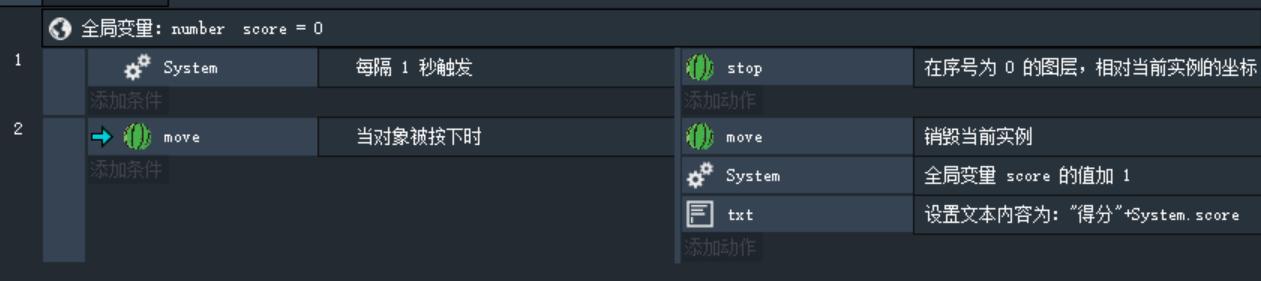 全局变量: number score = 0
1 System 每隔 1 秒触发 stop 在序号为 0 的图层，相对当前实例的坐标
添加条件 添加动作
2 move 当对象被按下时 move 销毁当前实例
添加条件 System 全局变量 score 的值加 1
txt 设置文本内容为: "得分"+System.score
添加动作